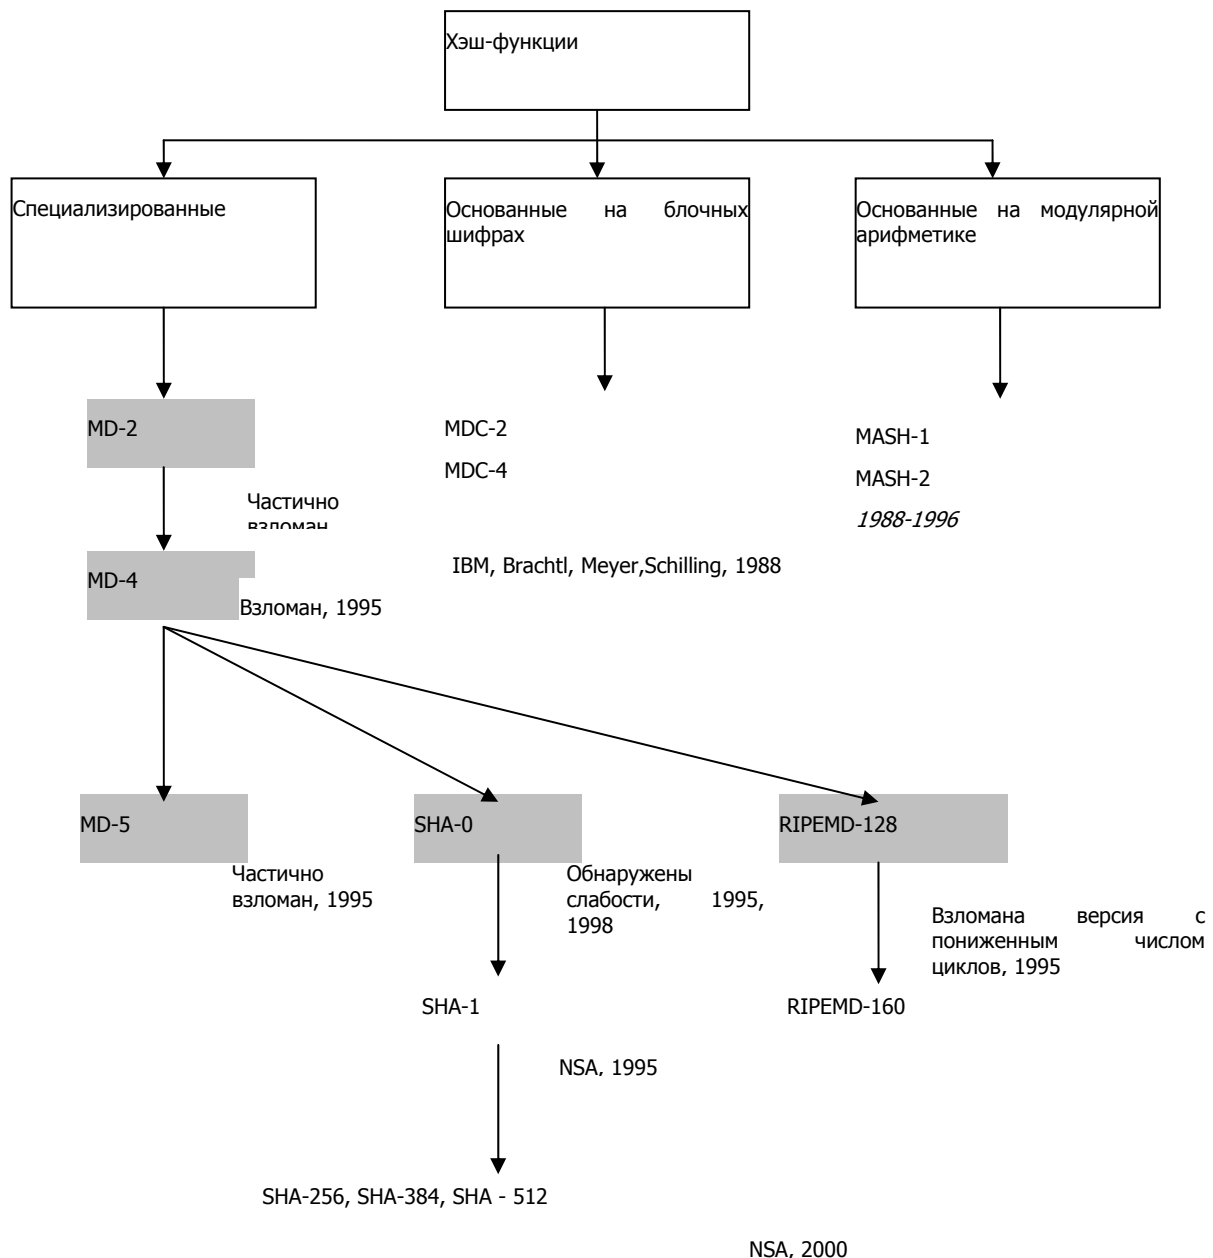 Хэш-функции
Специализированные
Основанные на блочных
шифрах
Основанные на модулярной
арифметике
MD-2
MDC-2
MDC-4
MASH-1
MASH-2
1988-1996
Частично
взломан
MD-4
IBM, Brachtl, Meyer,Schilling, 1988
Взломан, 1995
MD-5
SHA-0
RIPEMD-128
Частично
взломан, 1995
Обнаружены
слабости, 1995,
1998
Взломана версия с
пониженным числом
циклов, 1995
SHA-1
RIPEMD-160
NSA, 1995
SHA-256, SHA-384, SHA - 512
NSA, 2000